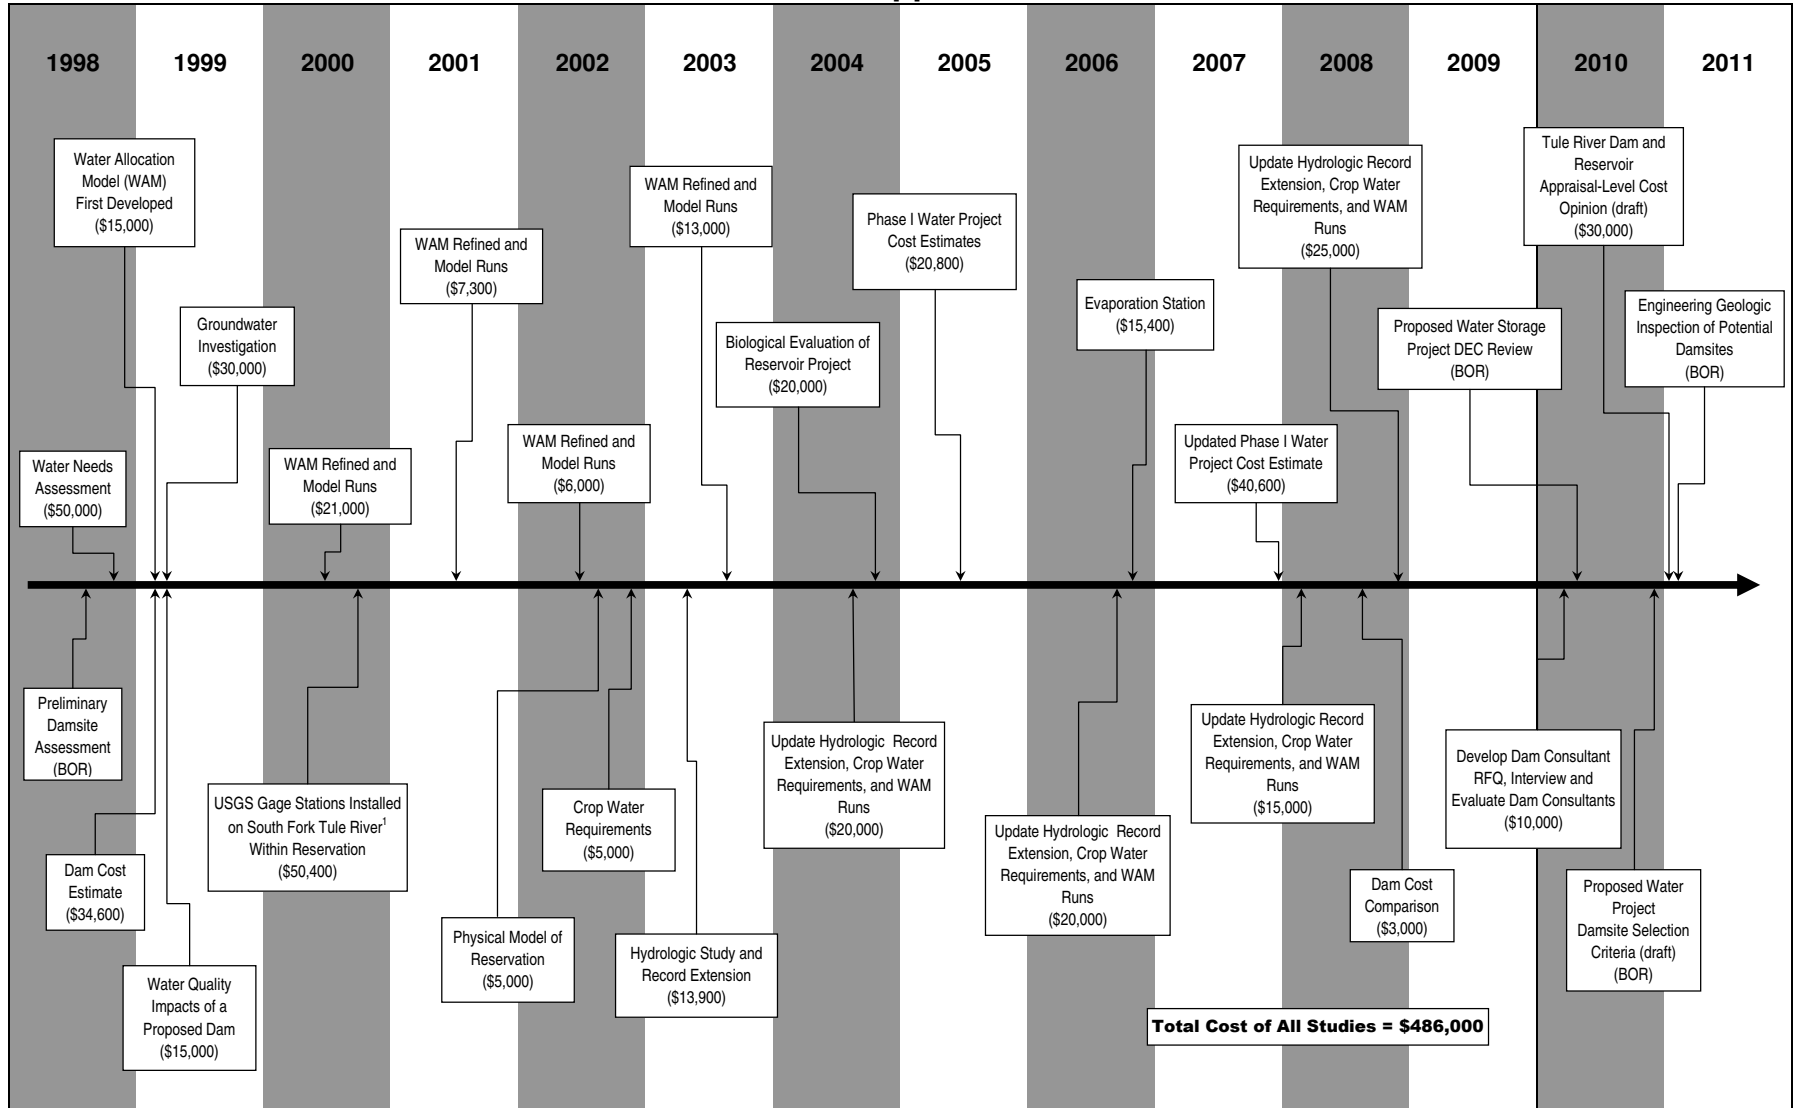 1998
1999
2000
2001
2002
2003
2004
2005
2006
2007
2008
2009
2010
2011
Water Allocation
Model (WAM)
First Developed
($15,000)
Groundwater
Investigation
($30,000)
Water Needs
Assessment
($50,000)
WAM Refined and
Model Runs
($21,000)
WAM Refined and
Model Runs
($7,300)
WAM Refined and
Model Runs
($6,000)
WAM Refined and
Model Runs
($13,000)
Biological Evaluation of
Reservoir Project
($20,000)
Phase I Water Project
Cost Estimates
($20,800)
Evaporation Station
($15,400)
Updated Phase I Water
Project Cost Estimate
($40,600)
Update Hydrologic Record
Extension, Crop Water
Requirements, and WAM
Runs
($25,000)
Proposed Water Storage
Project DEC Review
(BOR)
Tule River Dam and
Reservoir
Appraisal-Level Cost
Opinion (draft)
($30,000)
Engineering Geologic
Inspection of Potential
Damsites
(BOR)
Preliminary
Damsite
Assessment
(BOR)
Dam Cost
Estimate
($34,600)
Water Quality
Impacts of a
Proposed Dam
($15,000)
USGS Gage Stations Installed
on South Fork Tule River¹
Within Reservation
($50,400)
Physical Model of
Reservation
($5,000)
Crop Water
Requirements
($5,000)
Hydrologic Study and
Record Extension
($13,900)
Update Hydrologic Record
Extension, Crop Water
Requirements, and WAM
Runs
($20,000)
Update Hydrologic Record
Extension, Crop Water
Requirements, and WAM
Runs
($20,000)
Update Hydrologic Record
Extension, Crop Water
Requirements, and WAM
Runs
($15,000)
Dam Cost
Comparison
($3,000)
Develop Dam Consultant
RFQ, Interview and
Evaluate Dam Consultants
($10,000)
Proposed Water
Project
Damsite Selection
Criteria (draft)
(BOR)
Total Cost of All Studies = $486,000